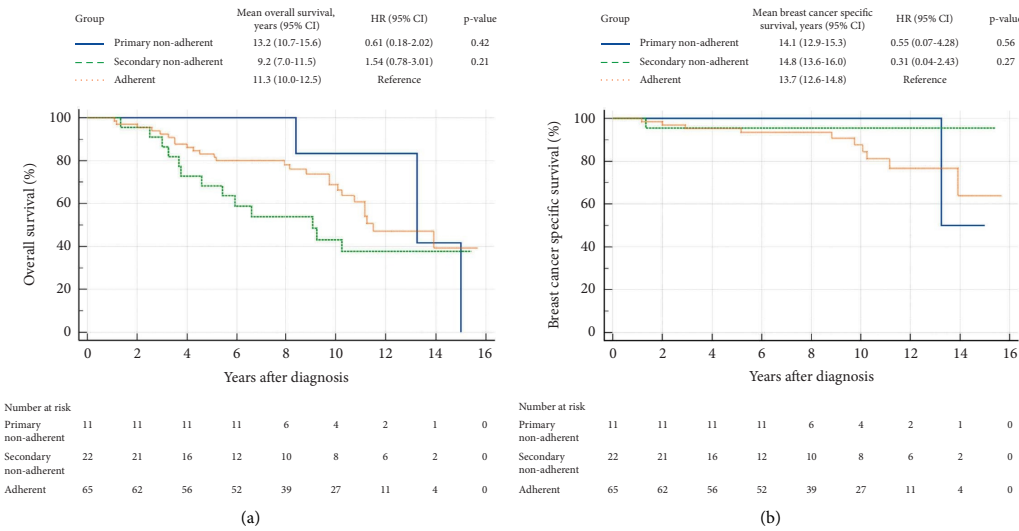 Group Mean overall survival, years (95% CI) HR (95% CI) p-value
Primary non-adherent 13.2 (10.7-15.6) 0.61 (0.18-2.02) 0.42
Secondary non-adherent 9.2 (7.0-11.5) 1.54 (0.78-3.01) 0.21
Adherent 11.3 (10.0-12.5) Reference
Overall survival (%)
100
80
60
40
20
0
0 2 4 6 8 10 12 14 16
Years after diagnosis
Number at risk
Primary non-adherent 11 11 11 11 6 4 2 1 0
Secondary non-adherent 22 21 16 12 10 8 6 2 0
Adherent 65 62 56 52 39 27 11 4 0
(a)
Group Mean breast cancer specific survival, years (95% CI) HR (95% CI) p-value
Primary non-adherent 14.1 (12.9-15.3) 0.55 (0.07-4.28) 0.56
Secondary non-adherent 14.8 (13.6-16.0) 0.31 (0.04-2.43) 0.27
Adherent 13.7 (12.6-14.8) Reference
Breast cancer specific survival (%)
100
80
60
40
20
0
0 2 4 6 8 10 12 14 16
Years after diagnosis
Number at risk
Primary non-adherent 11 11 11 11 6 4 2 1 0
Secondary non-adherent 22 21 16 12 10 8 6 2 0
Adherent 65 62 56 52 39 27 11 4 0
(b)